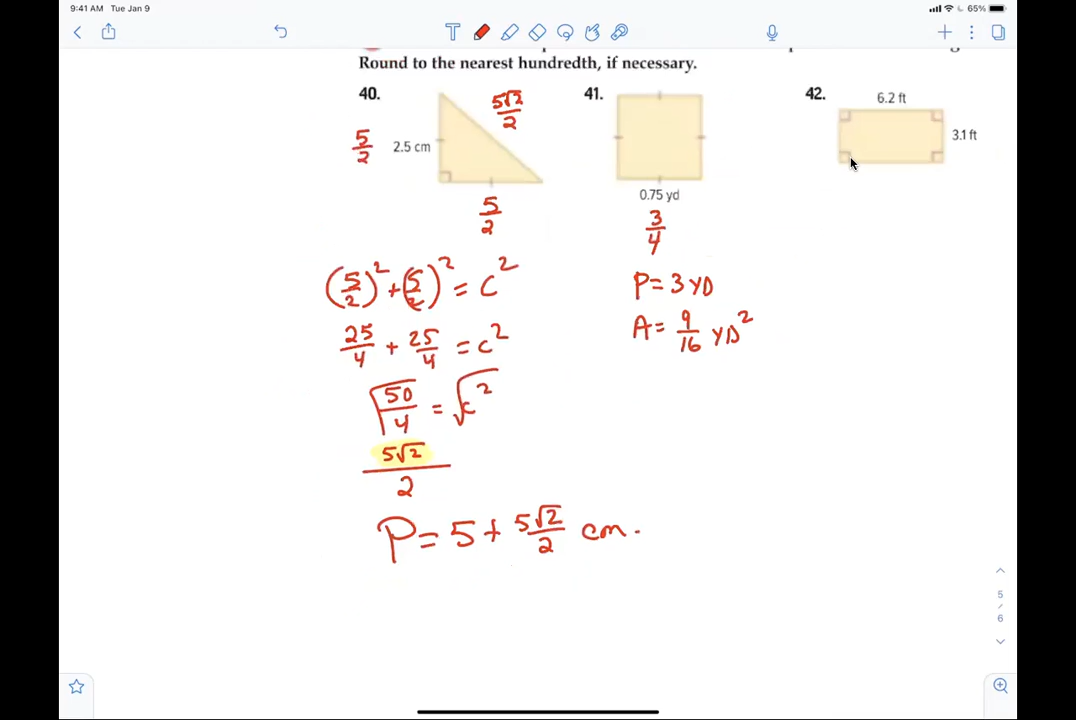 9:41 AM Tue Jan 9
65%
Round to the nearest hundredth, if necessary.
40.
41.
42.
5√2/2
5/2
2.5 cm
5/2
0.75 yd
3/4
6.2 ft
3.1 ft
(5/2)² + (5/2)² = c²
25/4 + 25/4 = c²
√50/4 = √c²
5√2
2
P = 5 + 5√2/2 cm.
P = 3 YD
A = 9/16 YD²
5
/
6